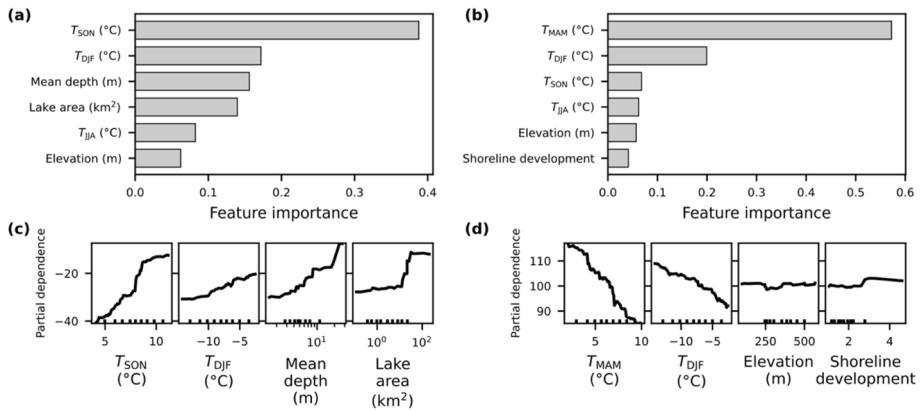 (a)
T_SON (°C)
T_DJF (°C)
Mean depth (m)
Lake area (km²)
T_JJA (°C)
Elevation (m)
0.0 0.1 0.2 0.3 0.4
Feature importance
(b)
T_MAM (°C)
T_DJF (°C)
T_SON (°C)
T_JJA (°C)
Elevation (m)
Shoreline development
0.0 0.1 0.2 0.3 0.4 0.5 0.6
Feature importance
(c)
Partial dependence
−20
−40
5 10
−10 −5
10¹
10⁰ 10²
T_SON
(°C)
T_DJF
(°C)
Mean
depth
(m)
Lake
area
(km²)
(d)
Partial dependence
110
100
90
5 10
−10 −5
250 500
2 4
T_MAM
(°C)
T_DJF
(°C)
Elevation
(m)
Shoreline
development